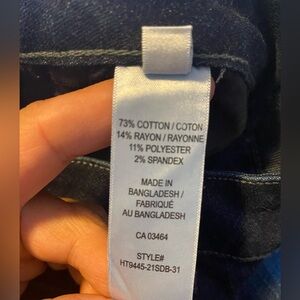 73% COTTON / COTON
14% RAYON / RAYONNE
11% POLYESTER
2% SPANDEX
MADE IN
BANGLADESH /
FABRIQUÉ
AU BANGLADESH
CA 03464
STYLE#
HT9445-21SDB-31